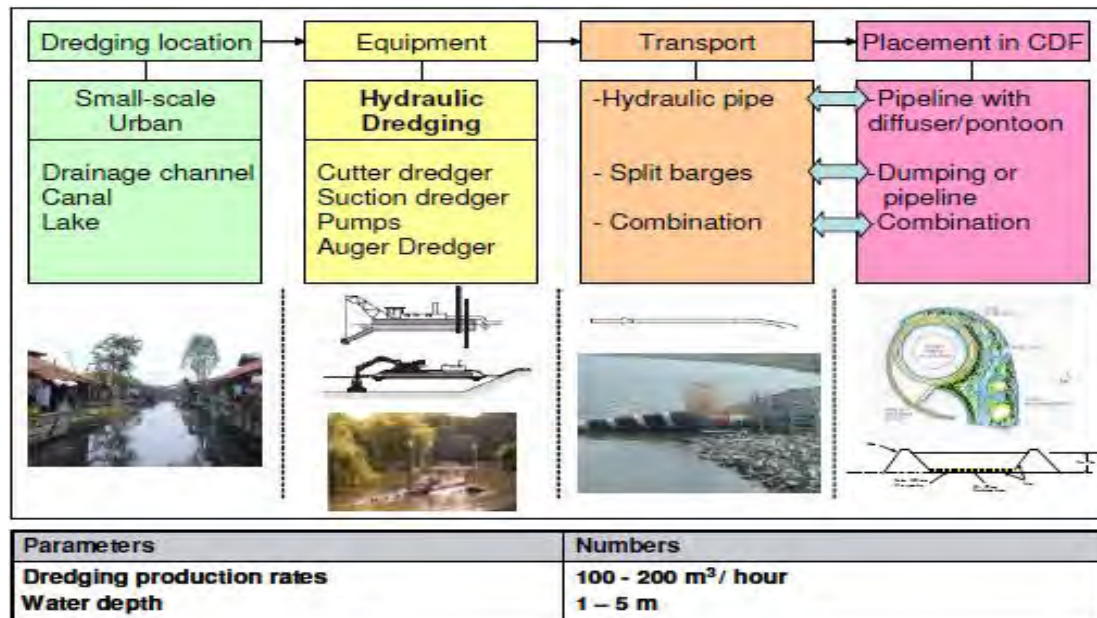 Dredging location
Equipment
Transport
Placement in CDF
Small-scale
Urban
Drainage channel
Canal
Lake
Hydraulic
Dredging
Cutter dredger
Suction dredger
Pumps
Auger Dredger
-Hydraulic pipe
- Split barges
- Combination
-Pipeline with
diffuser/pontoon
-Dumping or
pipeline
-Combination
Parameters
Numbers
Dredging production rates
100 - 200 m³/ hour
Water depth
1 – 5 m